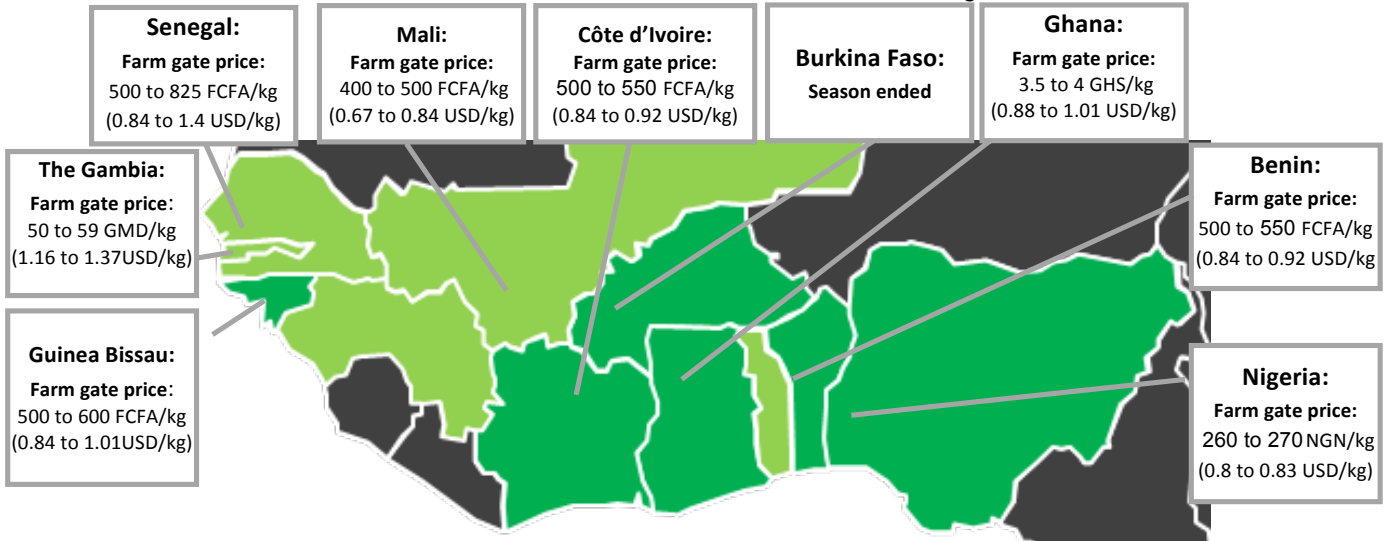 Senegal:
Farm gate price:
500 to 825 FCFA/kg
(0.84 to 1.4 USD/kg)
Mali:
Farm gate price:
400 to 500 FCFA/kg
(0.67 to 0.84 USD/kg)
Côte d’Ivoire:
Farm gate price:
500 to 550 FCFA/kg
(0.84 to 0.92 USD/kg)
Burkina Faso:
Season ended
Ghana:
Farm gate price:
3.5 to 4 GHS/kg
(0.88 to 1.01 USD/kg)
The Gambia:
Farm gate price:
50 to 59 GMD/kg
(1.16 to 1.37USD/kg)
Benin:
Farm gate price:
500 to 550 FCFA/kg
(0.84 to 0.92 USD/kg
Guinea Bissau:
Farm gate price:
500 to 600 FCFA/kg
(0.84 to 1.01USD/kg)
Nigeria:
Farm gate price:
260 to 270 NGN/kg
(0.8 to 0.83 USD/kg)